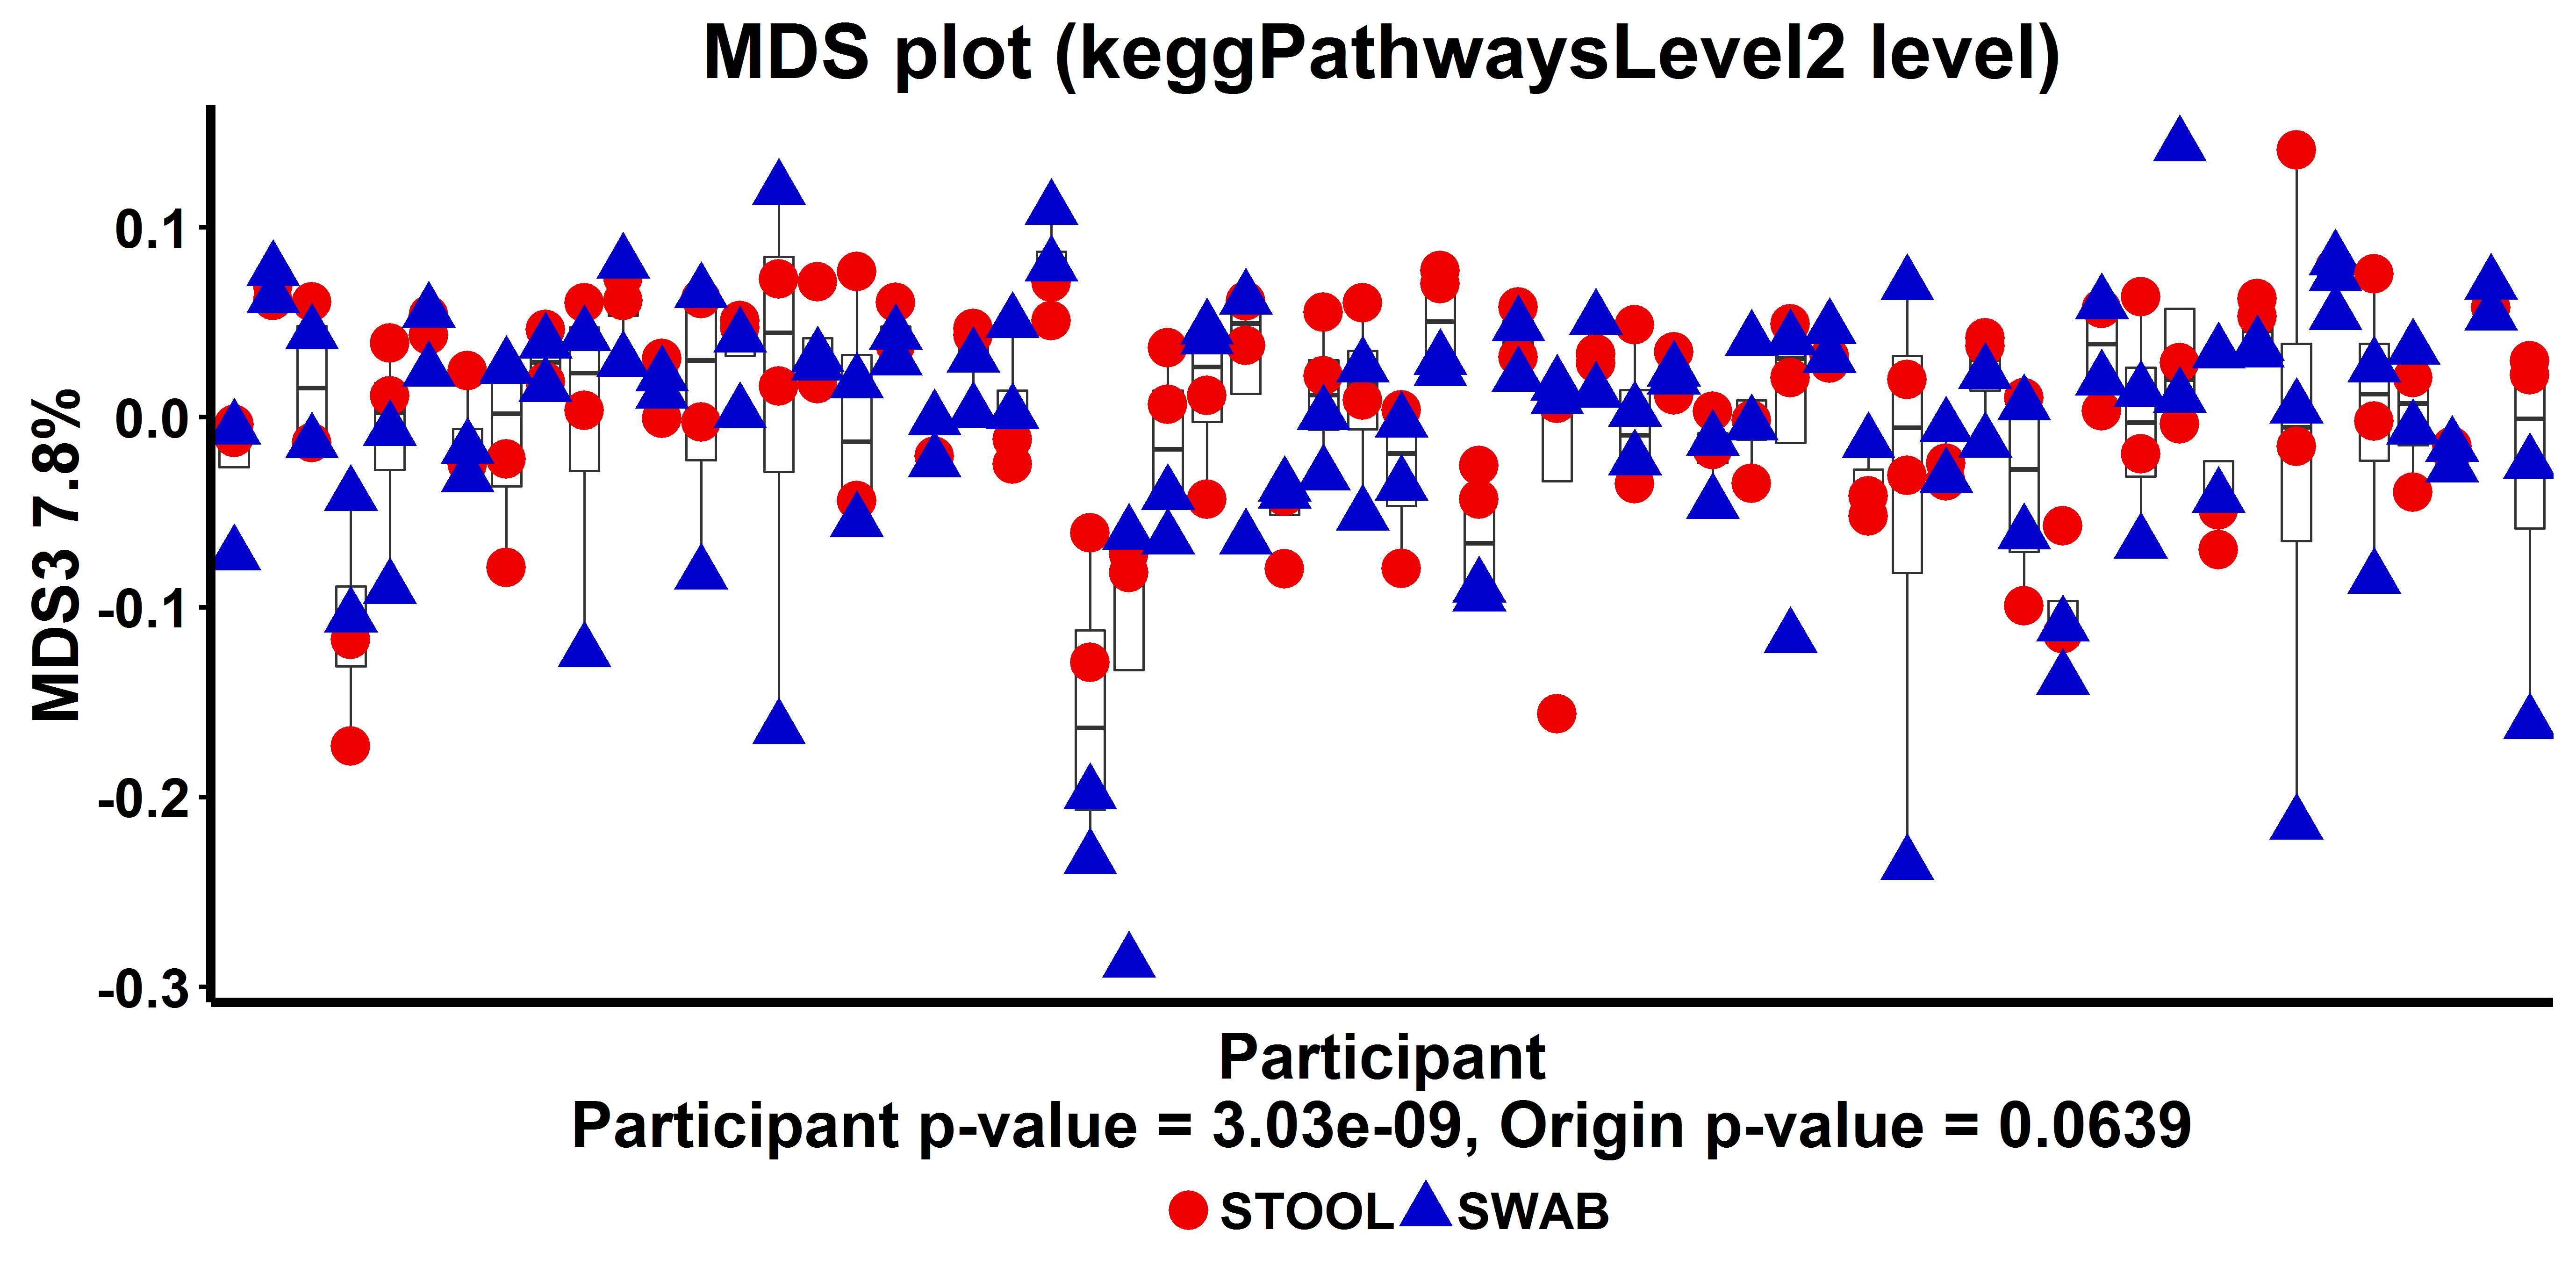 MDS plot (keggPathwaysLevel2 level)
MDS3 7.8%
0.1
0.0
-0.1
-0.2
-0.3
Participant
Participant p-value = 3.03e-09, Origin p-value = 0.0639
STOOL SWAB